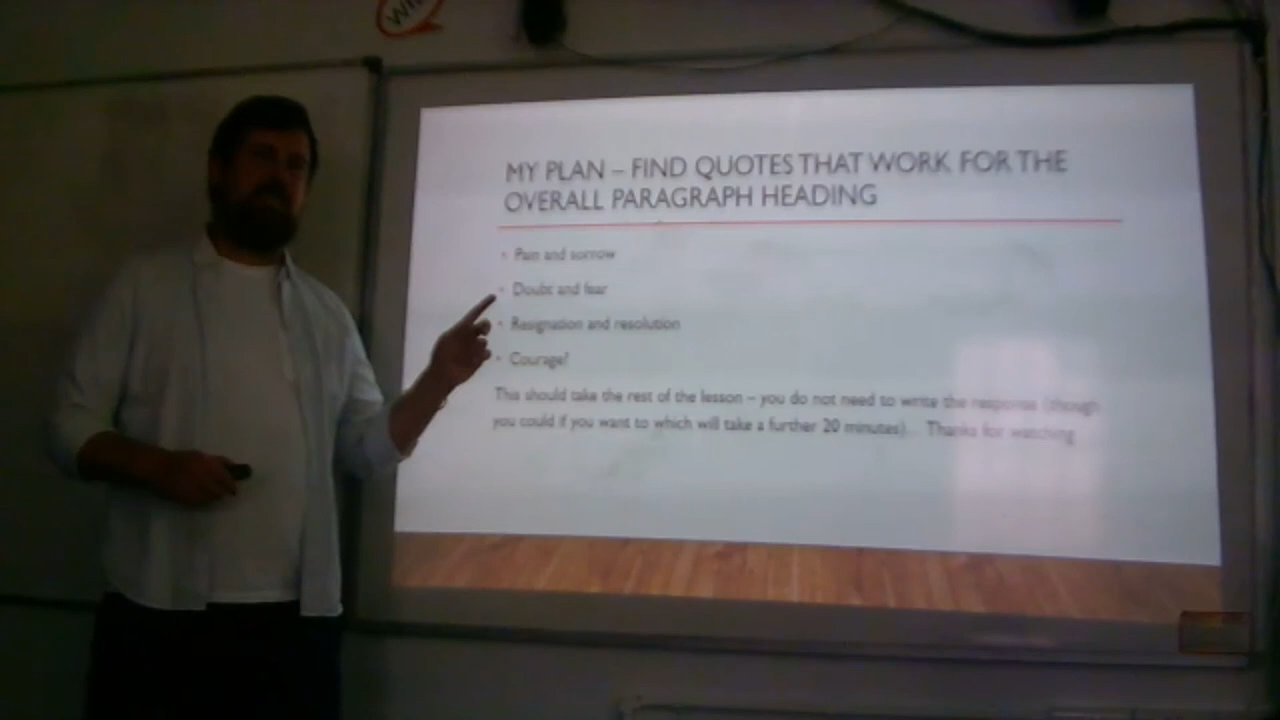 MY PLAN – FIND QUOTES THAT WORK FOR THE
OVERALL PARAGRAPH HEADING
• Pain and sorrow
• Doubt and fear
• Resignation and resolution
• Courage?
This should take the rest of the lesson – you do not need to write the response (though
you could if you want to which will take a further 20 minutes) Thanks for watching